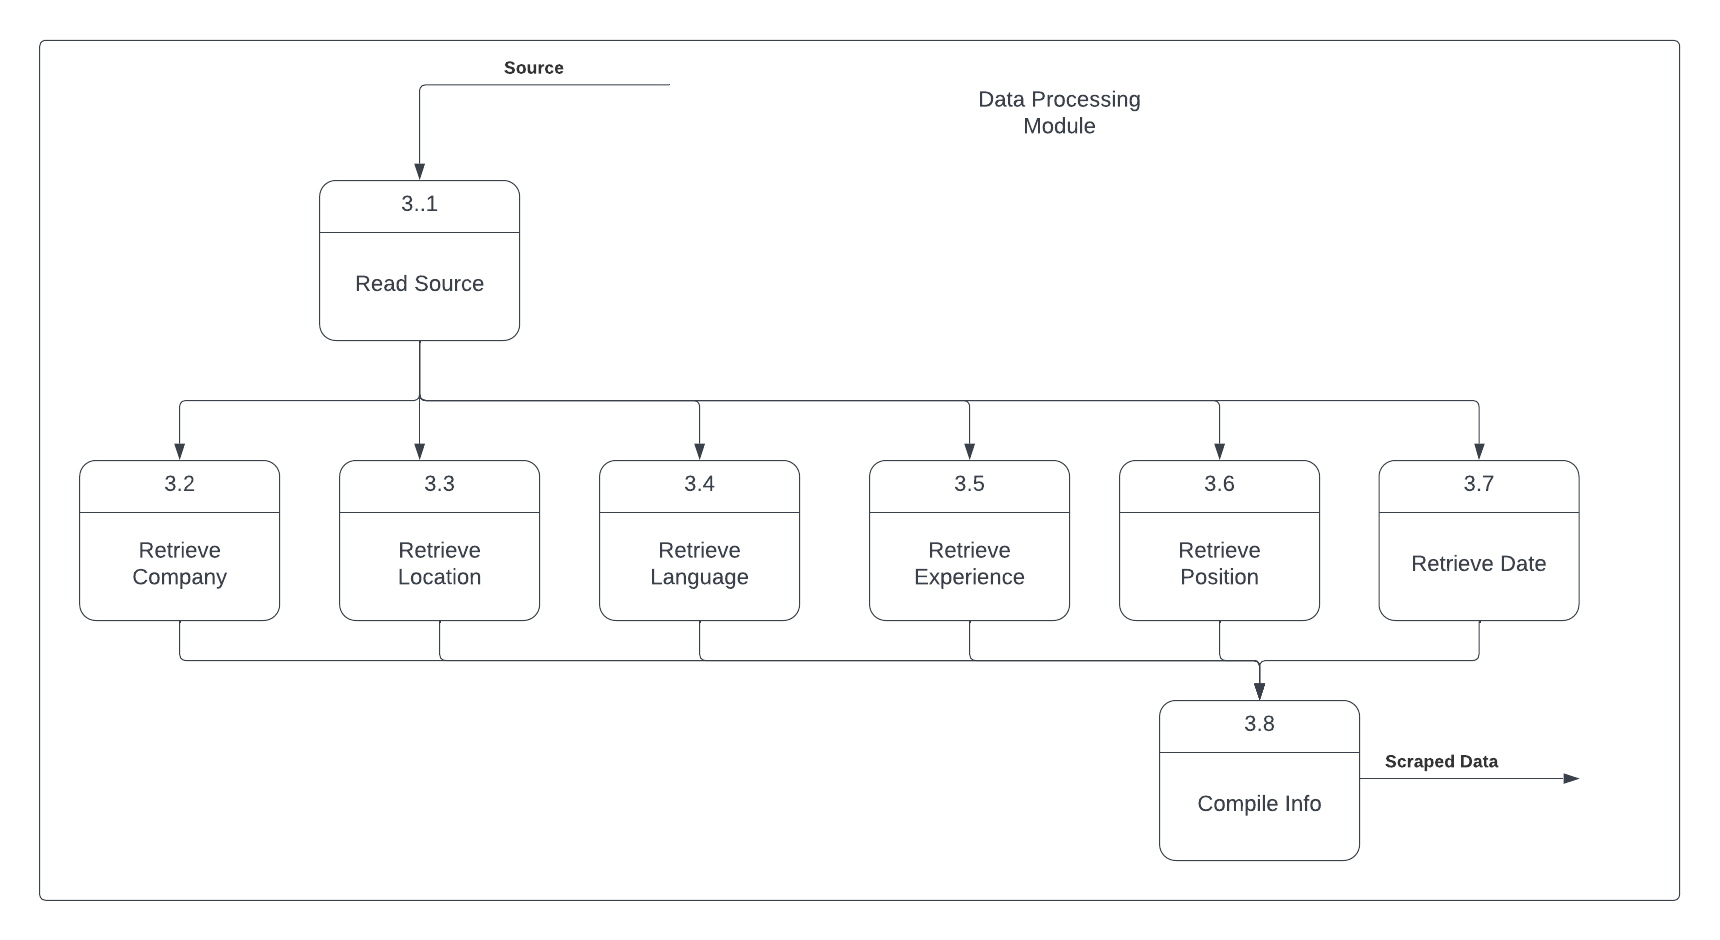 Source
Data Processing
Module
3..1
Read Source
3.2
Retrieve
Company
3.3
Retrieve
Location
3.4
Retrieve
Language
3.5
Retrieve
Experience
3.6
Retrieve
Position
3.7
Retrieve Date
3.8
Compile Info
Scraped Data